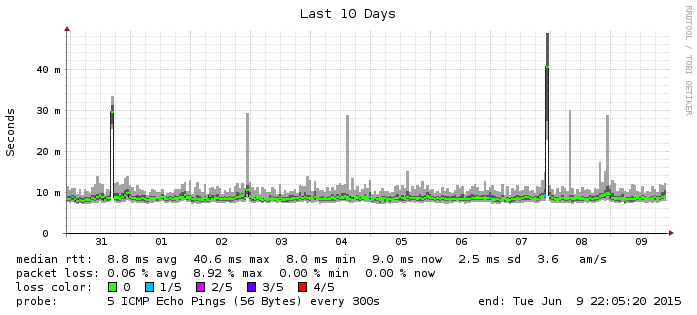 Last 10 Days
RRDTOOL / TOBI OETIKER
Seconds
40 m
30 m
20 m
10 m
0
31 01 02 03 04 05 06 07 08 09
median rtt: 8.8 ms avg 40.6 ms max 8.0 ms min 9.0 ms now 2.5 ms sd 3.6 am/s
packet loss: 0.06 % avg 8.92 % max 0.00 % min 0.00 % now
loss color: 0 1/5 2/5 3/5 4/5
probe: 5 ICMP Echo Pings (56 Bytes) every 300s end: Tue Jun 9 22:05:20 2015